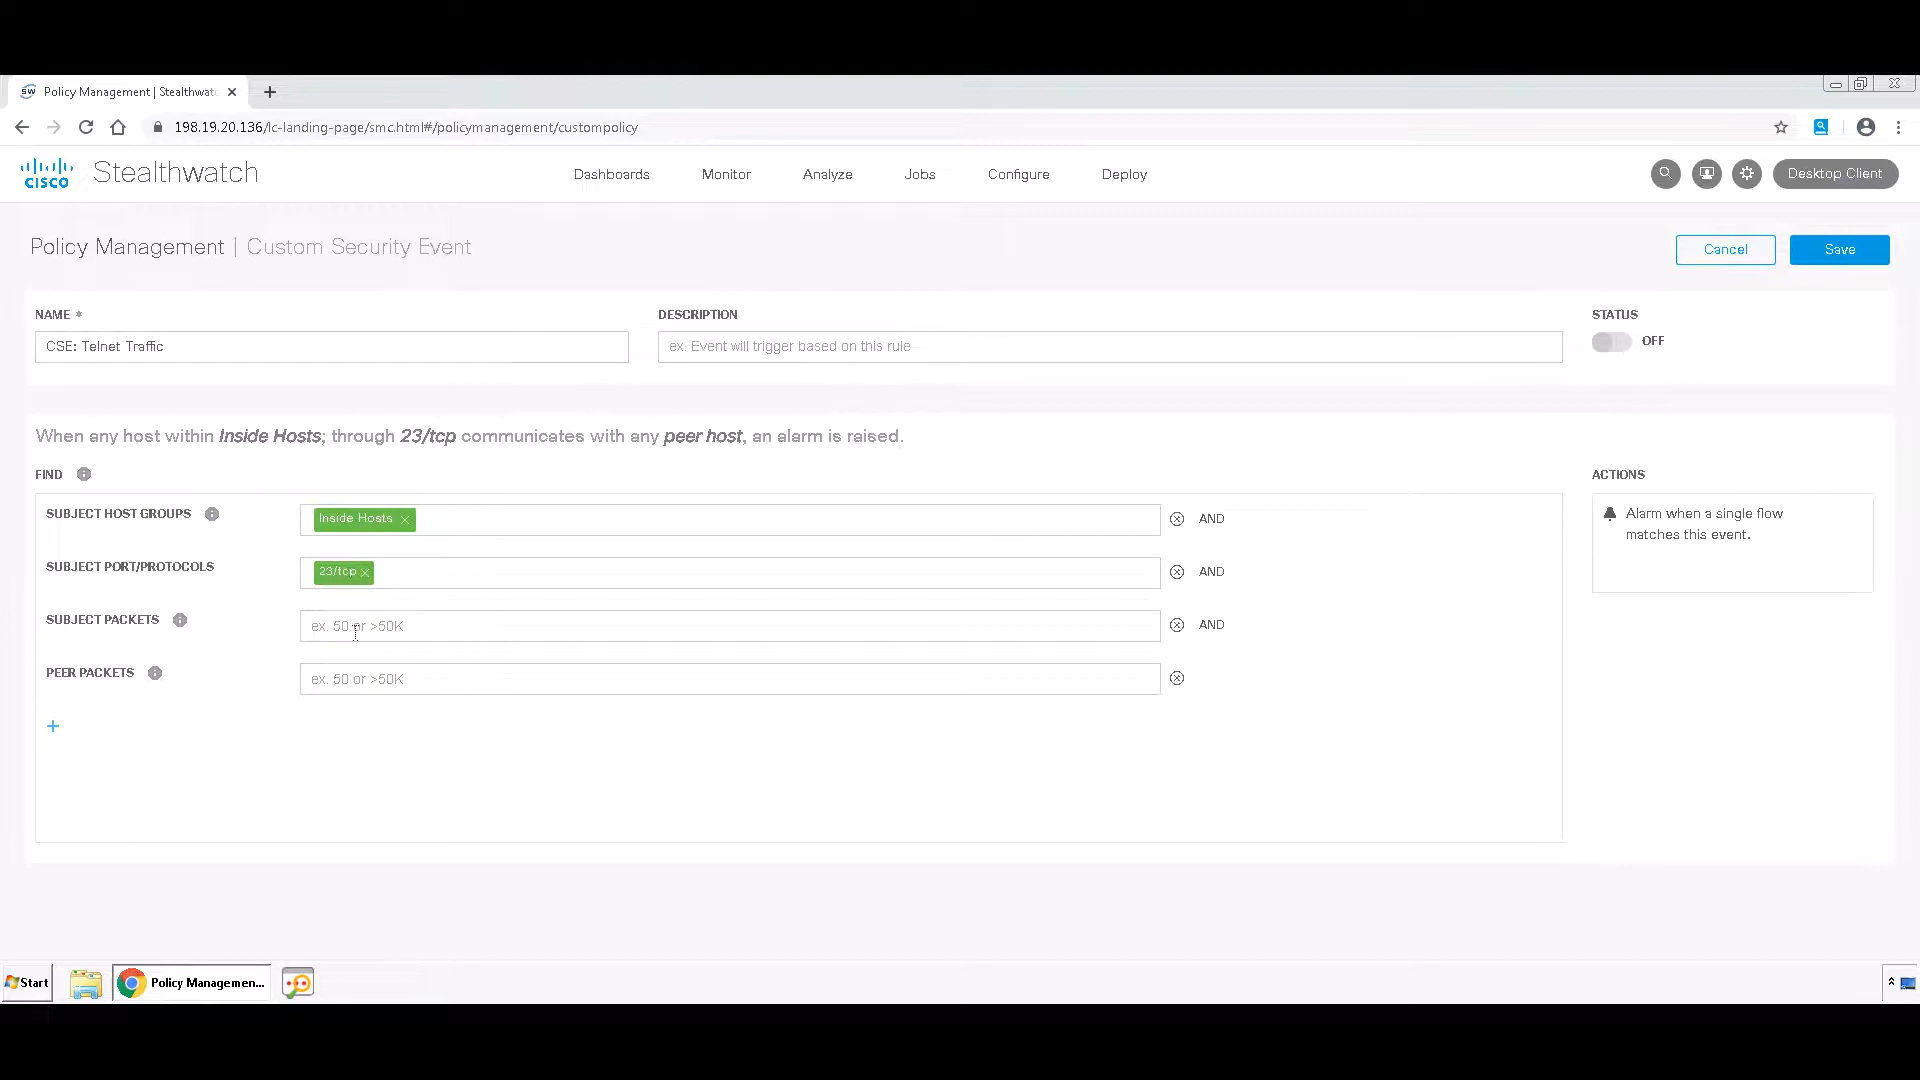 Policy Management | Stealthwatc
198.19.20.136/lc-landing-page/smc.html#/policymanagement/custompolicy
CISCO Stealthwatch
Dashboards Monitor Analyze Jobs Configure Deploy
Desktop Client
Policy Management | Custom Security Event
Cancel Save
NAME * DESCRIPTION STATUS
CSE: Telnet Traffic ex. Event will trigger based on this rule OFF
When any host within Inside Hosts; through 23/tcp communicates with any peer host, an alarm is raised.
FIND ACTIONS
SUBJECT HOST GROUPS Inside Hosts AND
Alarm when a single flow
matches this event.
SUBJECT PORT/PROTOCOLS 23/tcp AND
SUBJECT PACKETS ex. 50 or >50K AND
PEER PACKETS ex. 50 or >50K
Start Policy Managemen...